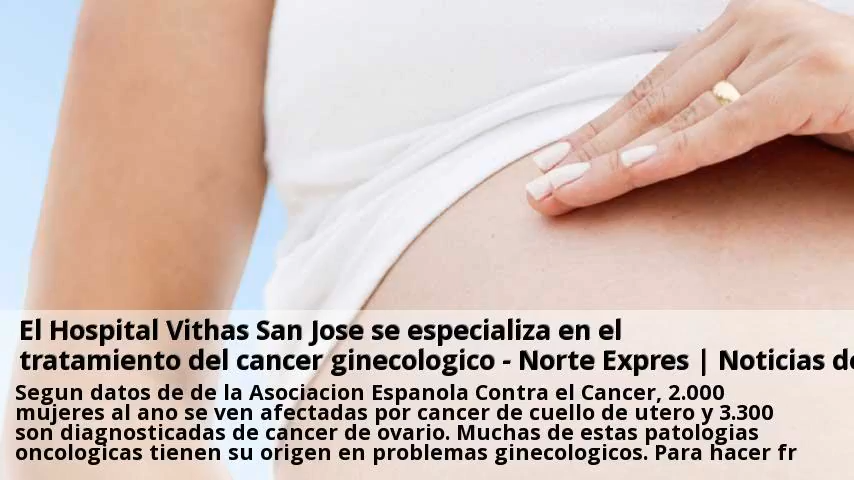 El Hospital Vithas San Jose se especializa en el
tratamiento del cancer ginecologico - Norte Expres | Noticias de
Segun datos de de la Asociacion Espanola Contra el Cancer, 2.000
mujeres al ano se ven afectadas por cancer de cuello de utero y 3.300
son diagnosticadas de cancer de ovario. Muchas de estas patologias
oncologicas tienen su origen en problemas ginecologicos. Para hacer fr